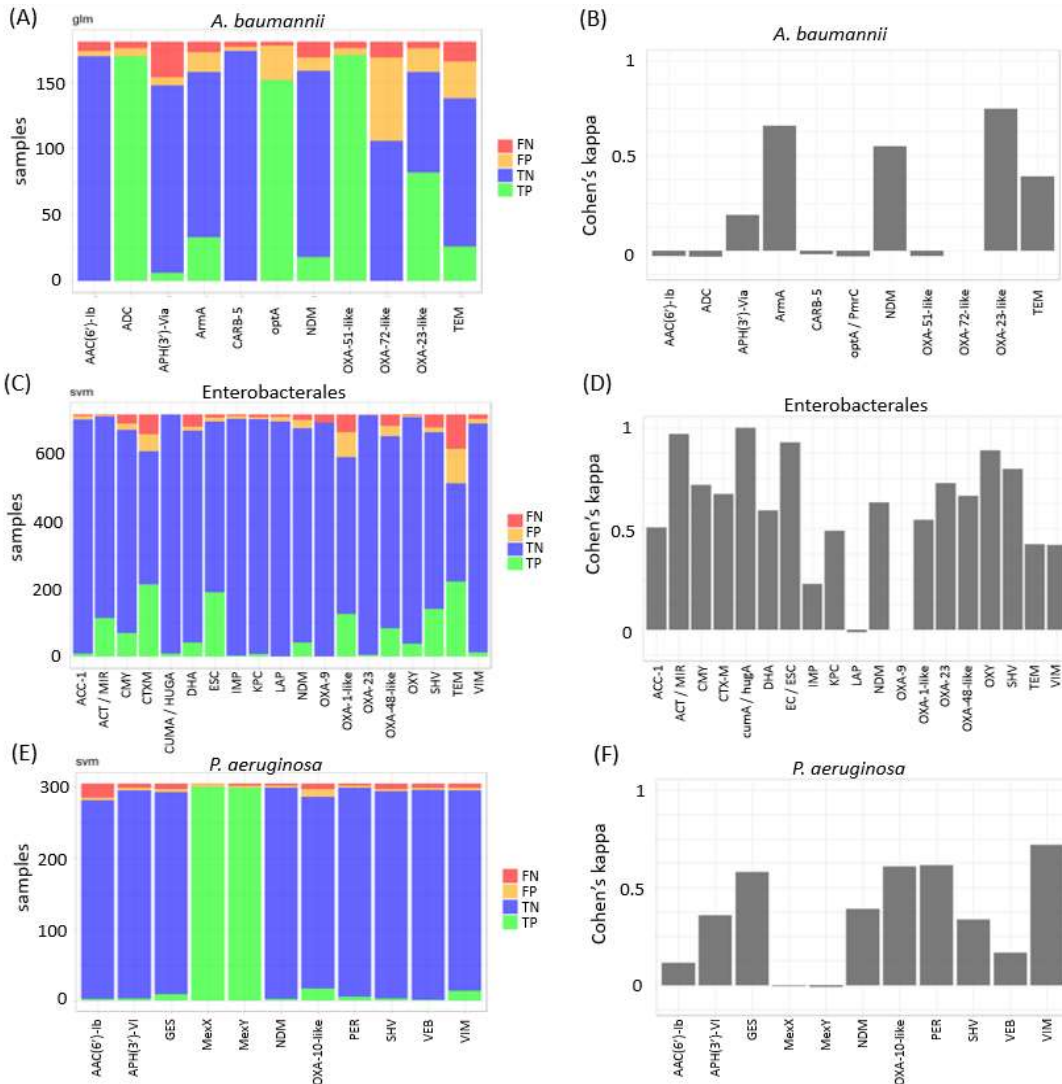 (A)
A. baumannii
glm
samples
150
100
50
0
FN
FP
TN
TP
AAC(6')-Ib
ADC
APH(3')-Via
ArmA
CARB-5
optA
NDM
OXA-51-like
OXA-72-like
OXA-23-like
TEM
(B)
A. baumannii
Cohen's kappa
1
0.5
0
AAC(6')-Ib
ADC
APH(3')-Via
ArmA
CARB-5
optA / PmrC
NDM
OXA-51-like
OXA-72-like
OXA-23-like
TEM
(C)
Enterobacterales
svm
samples
600
400
200
0
FN
FP
TN
TP
ACC-1
ACT / MIR
CMY
CTXM
CUMA / HUGA
DHA
ESC
IMP
KPC
LAP
NDM
OXA-9
OXA-1-like
OXA-23
OXA-48-like
OXY
SHV
TEM
VIM
(D)
Enterobacterales
Cohen's kappa
1
0.5
0
ACC-1
ACT / MIR
CMY
CTX-M
cumA / hugA
DHA
EC / ESC
IMP
KPC
LAP
NDM
OXA-9
OXA-1-like
OXA-23
OXA-48-like
OXY
SHV
TEM
VIM
(E)
P. aeruginosa
svm
samples
300
200
100
0
FN
FP
TN
TP
AAC(6')-Ib
APH(3')-VI
GES
MexX
MexY
NDM
OXA-10-like
PER
SHV
VEB
VIM
(F)
P. aeruginosa
Cohen's kappa
1
0.5
0
AAC(6')-Ib
APH(3')-VI
GES
MexX
MexY
NDM
OXA-10-like
PER
SHV
VEB
VIM